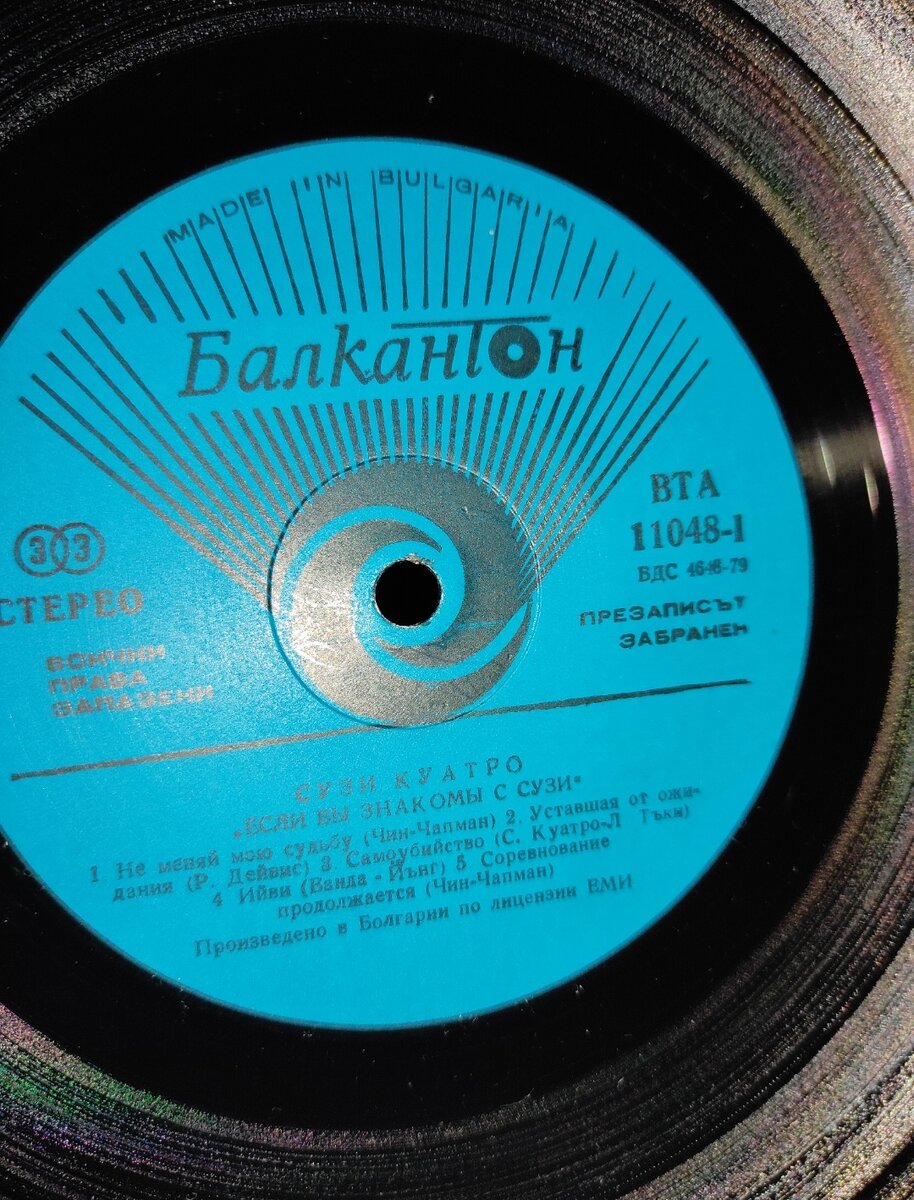 MADE IN BULGARIA
Балкантон
ВТА
11048-1
БДС
ПРЕЗАПИСЪТ
ЗАБРАНЕН
33
СТЕРЕО
ВСИЧКИ
ПРАВА
ЗАПАЗЕНИ
СУЗИ КУАТРО
„ЕСЛИ БЫ ЗНАКОМЫ С СУЗИ“
1 Не меняй мою судьбу (Чин-Чапман) 2. Уставшая от ожи-
дания (Р. Дейвис) 3 Самоубийство (С. Куатро-Л Тъки)
4 Ийви (Ванда - Йънг) 5 Соревнование
продолжается (Чин-Чапман)
Произведено в Болгарии по лицензии ЕМИ